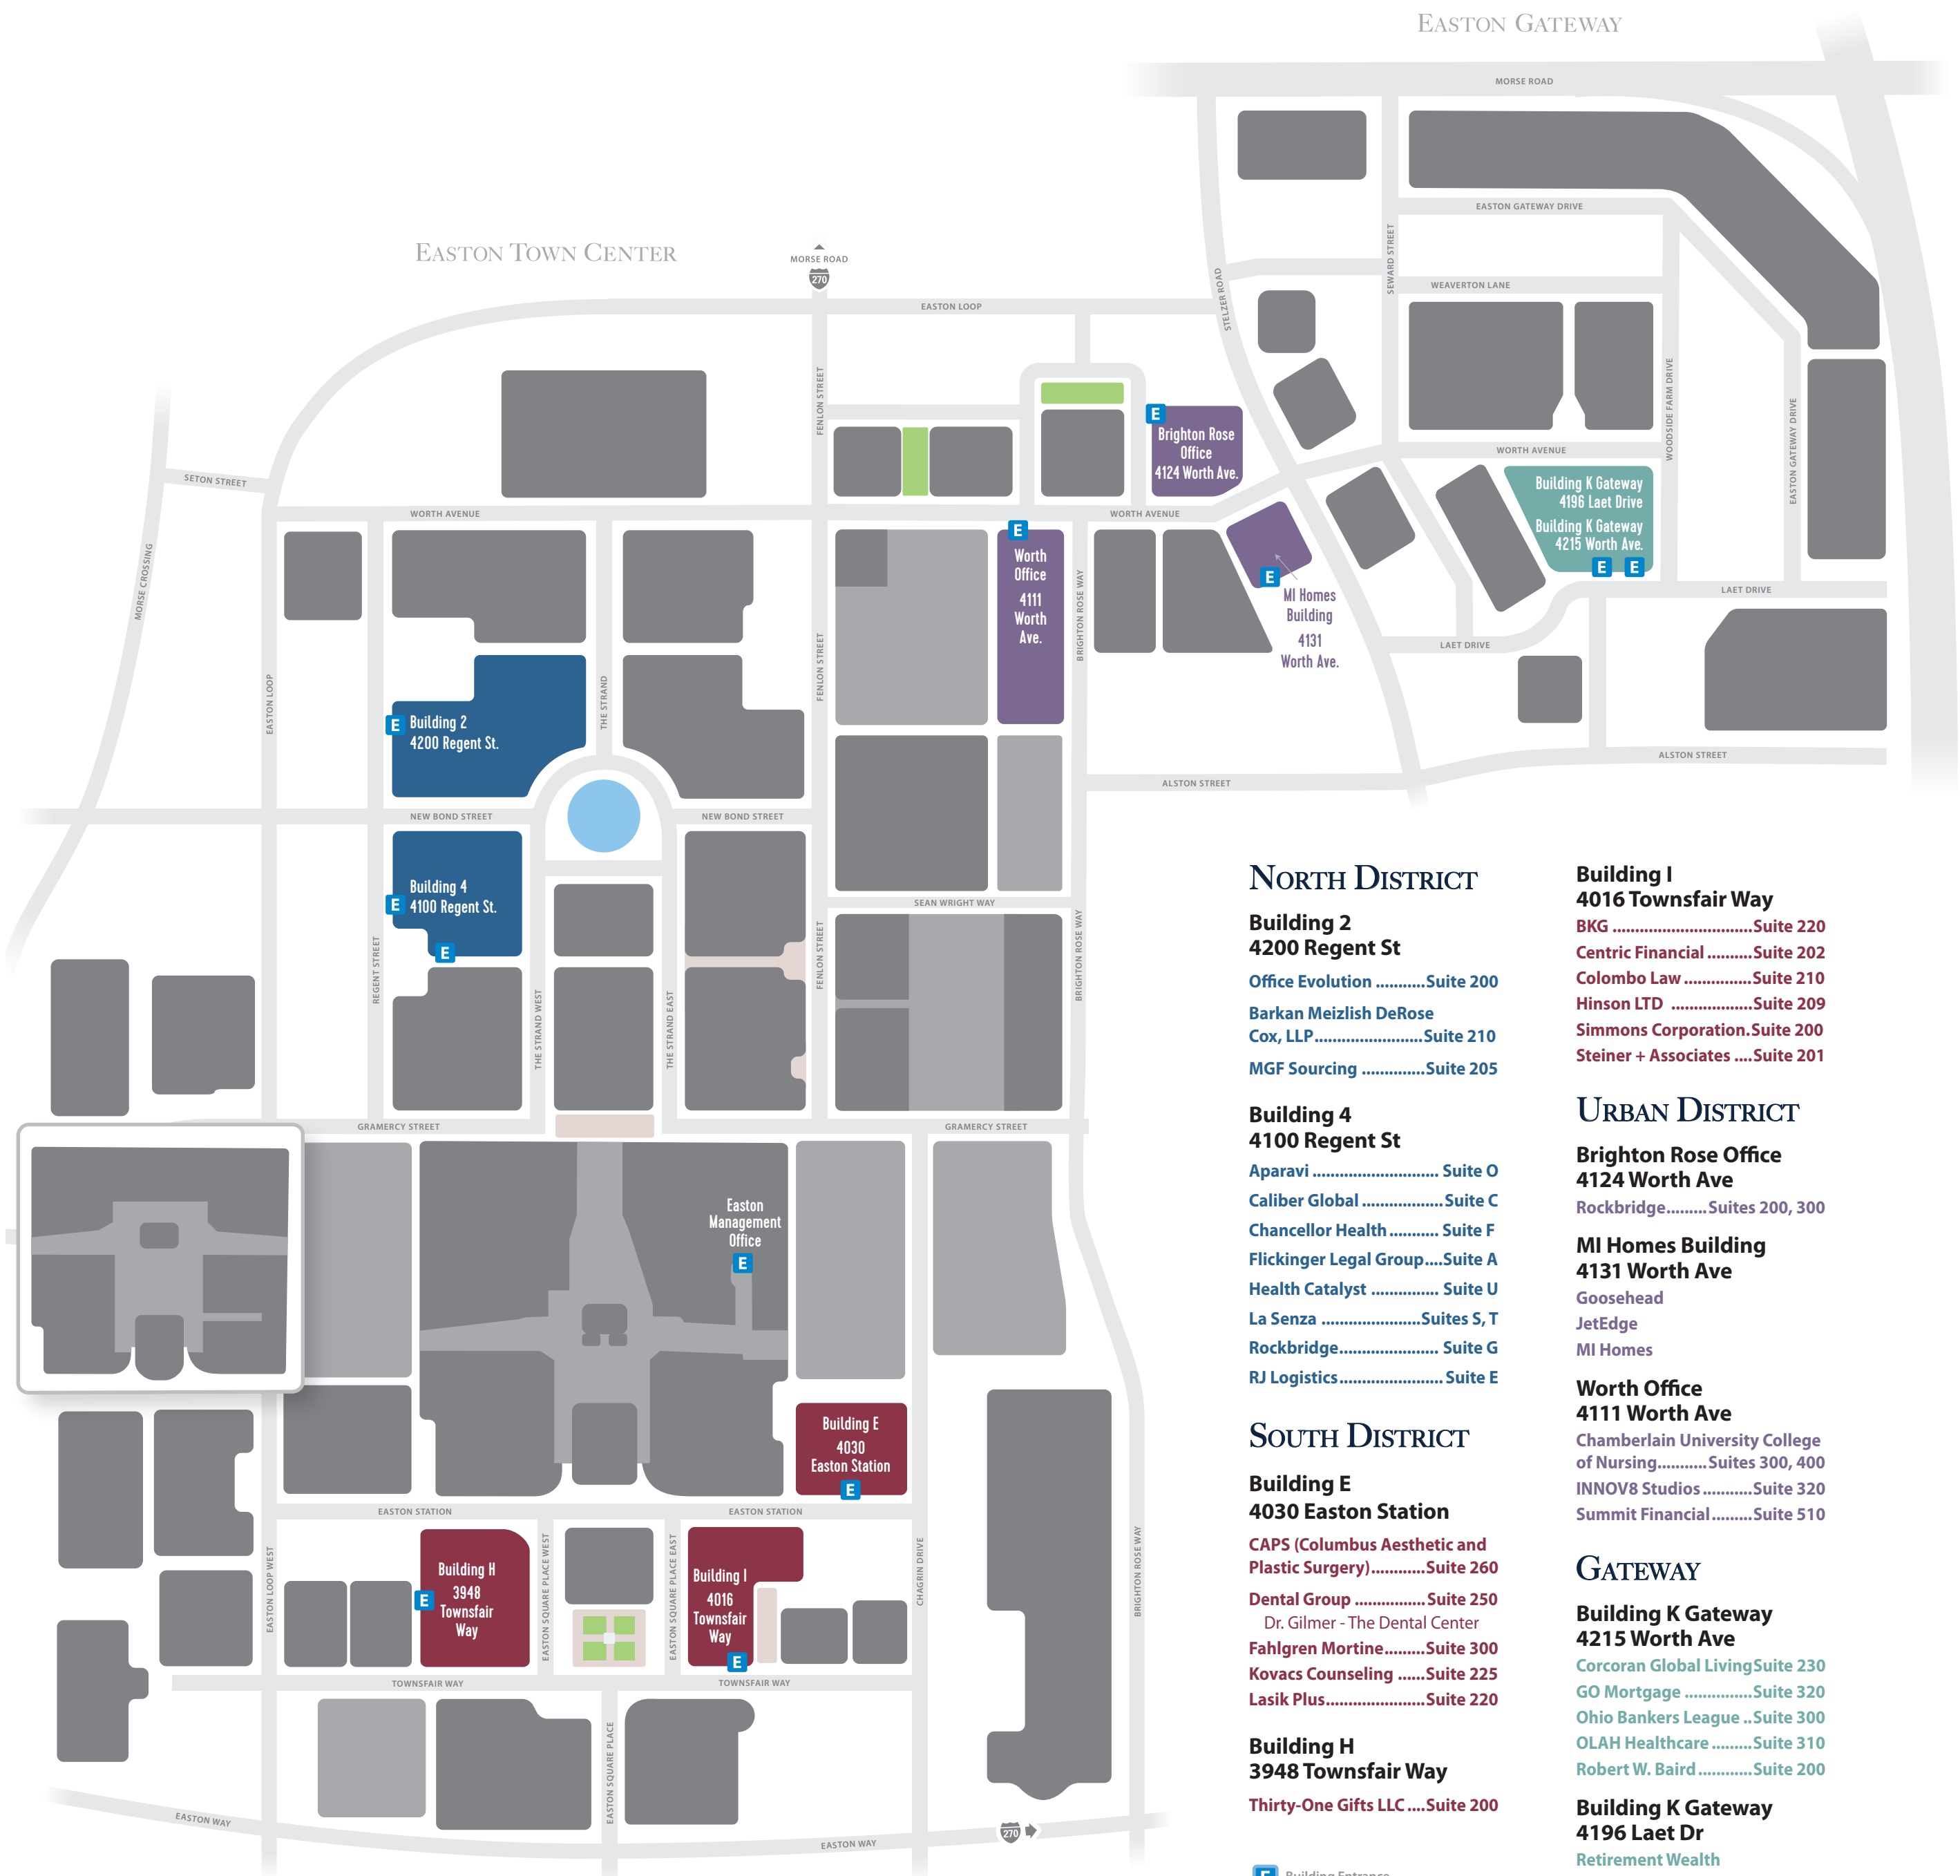 EASTON GATEWAY
MORSE ROAD
EASTON GATEWAY DRIVE
SEWARD STREET
STELZER ROAD
WEAVERTON LANE
WOODSIDE FARM DRIVE
EASTON GATEWAY DRIVE
WORTH AVENUE
Building K Gateway
4196 Laet Drive
Building K Gateway
4215 Worth Ave.
E E
LAET DRIVE
LAET DRIVE
ALSTON STREET
ALSTON STREET
EASTON TOWN CENTER
MORSE ROAD
270
EASTON LOOP
FENLON STREET
E
Brighton Rose
Office
4124 Worth Ave.
SETON STREET
MORSE CROSSING
WORTH AVENUE
WORTH AVENUE
E
Worth
Office
4111
Worth
Ave.
E
MI Homes
Building
4131
Worth Ave.
BRIGHTON ROSE WAY
FENLON STREET
THE STRAND
EASTON LOOP
E
Building 2
4200 Regent St.
NEW BOND STREET
NEW BOND STREET
Building 4
4100 Regent St.
E
E
SEAN WRIGHT WAY
REGENT STREET
THE STRAND WEST
THE STRAND EAST
FENLON STREET
BRIGHTON ROSE WAY
GRAMERCY STREET
GRAMERCY STREET
Easton
Management
Office
E
Building E
4030
Easton Station
E
EASTON STATION
EASTON STATION
Building H
3948
Townsfair
Way
E
Building I
4016
Townsfair
Way
E
EASTON LOOP WEST
EASTON SQUARE PLACE WEST
EASTON SQUARE PLACE EAST
CHAGRIN DRIVE
BRIGHTON ROSE WAY
TOWNSFAIR WAY
TOWNSFAIR WAY
EASTON SQUARE PLACE
EASTON WAY
EASTON WAY
270
NORTH DISTRICT
Building 2
4200 Regent St
Office Evolution ...........Suite 200
Barkan Meizlish DeRose
Cox, LLP........................Suite 210
MGF Sourcing ..............Suite 205
Building 4
4100 Regent St
Aparavi ............................ Suite O
Caliber Global ..................Suite C
Chancellor Health ........... Suite F
Flickinger Legal Group....Suite A
Health Catalyst ............... Suite U
La Senza ......................Suites S, T
Rockbridge...................... Suite G
RJ Logistics....................... Suite E
SOUTH DISTRICT
Building E
4030 Easton Station
CAPS (Columbus Aesthetic and
Plastic Surgery)............Suite 260
Dental Group ................Suite 250
Dr. Gilmer - The Dental Center
Fahlgren Mortine.........Suite 300
Kovacs Counseling ......Suite 225
Lasik Plus......................Suite 220
Building H
3948 Townsfair Way
Thirty-One Gifts LLC ....Suite 200
E Building Entrance
Building I
4016 Townsfair Way
BKG ...............................Suite 220
Centric Financial ..........Suite 202
Colombo Law ...............Suite 210
Hinson LTD ..................Suite 209
Simmons Corporation.Suite 200
Steiner + Associates ....Suite 201
URBAN DISTRICT
Brighton Rose Office
4124 Worth Ave
Rockbridge.........Suites 200, 300
MI Homes Building
4131 Worth Ave
Goosehead
JetEdge
MI Homes
Worth Office
4111 Worth Ave
Chamberlain University College
of Nursing...........Suites 300, 400
INNOV8 Studios ...........Suite 320
Summit Financial.........Suite 510
GATEWAY
Building K Gateway
4215 Worth Ave
Corcoran Global LivingSuite 230
GO Mortgage ...............Suite 320
Ohio Bankers League ..Suite 300
OLAH Healthcare .........Suite 310
Robert W. Baird............Suite 200
Building K Gateway
4196 Laet Dr
Retirement Wealth